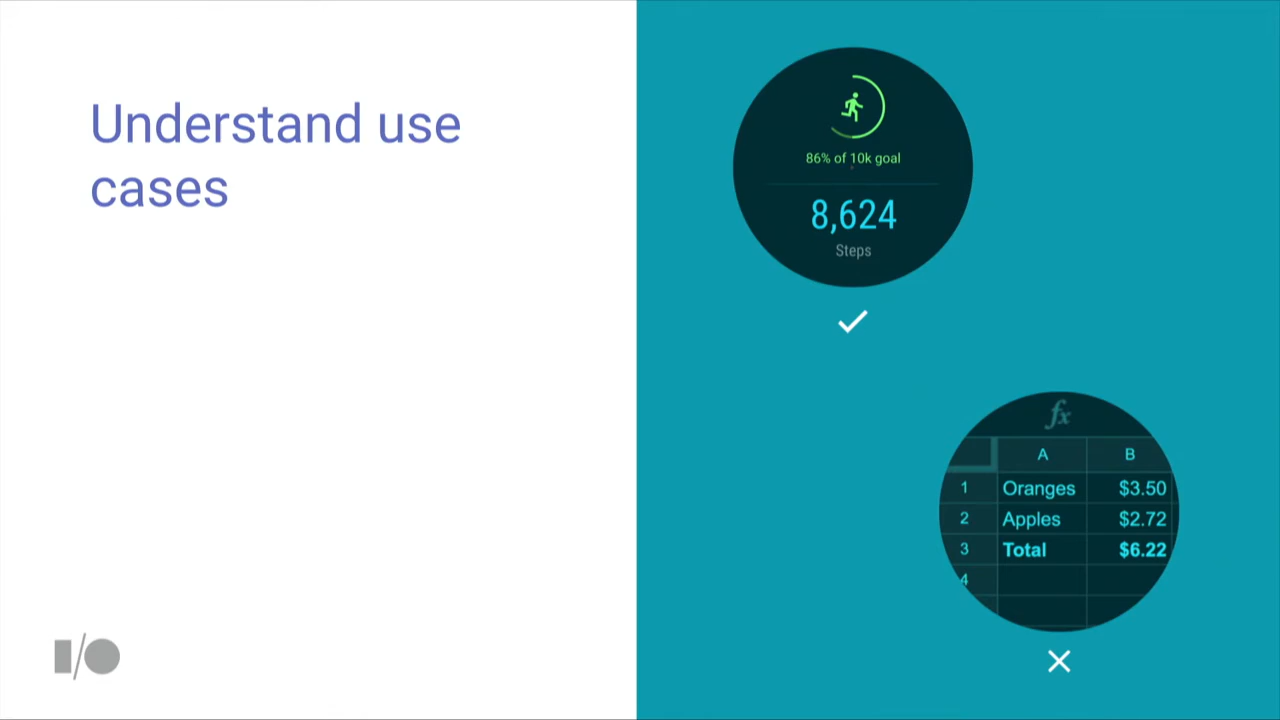 Understand use
cases
86% of 10k goal
8,624
Steps
fx
A B
1 Oranges $3.50
2 Apples $2.72
3 Total $6.22
4
I/O